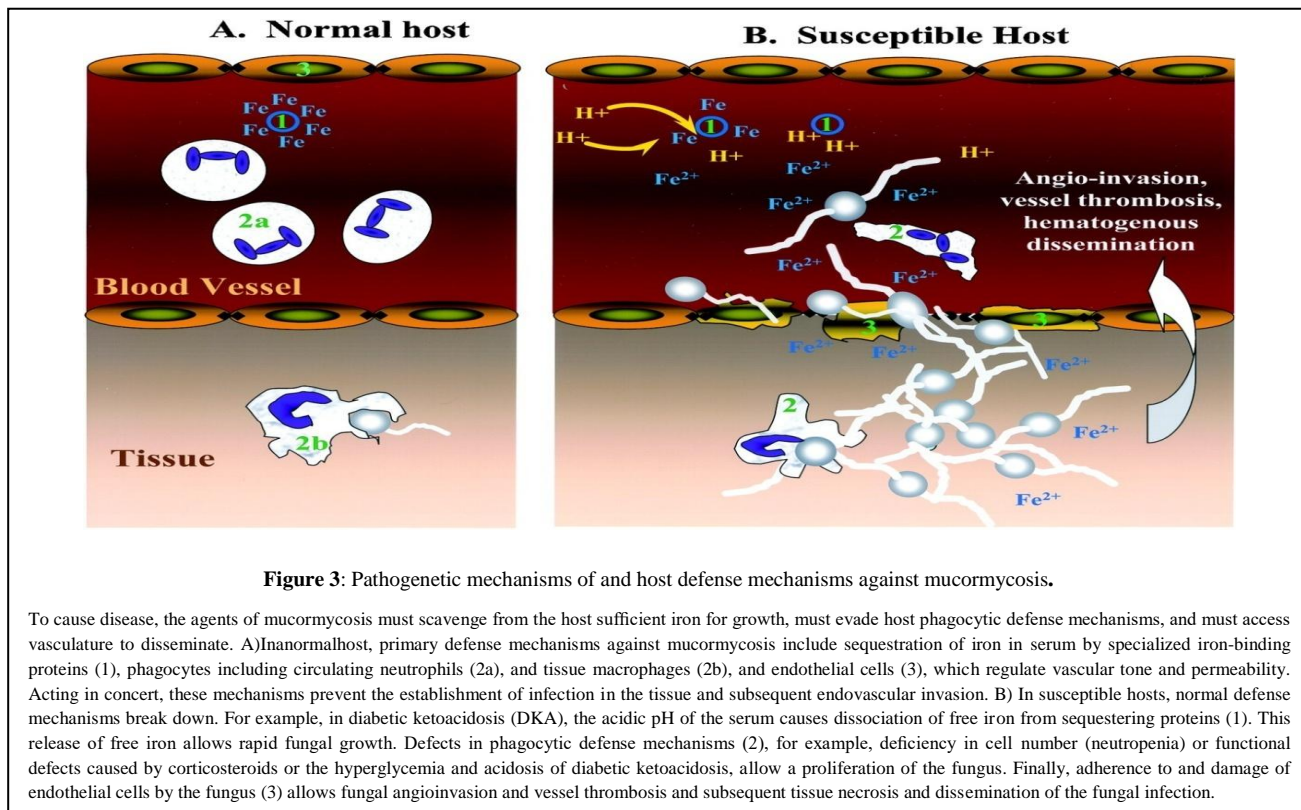 A. Normal host
B. Susceptible Host
3
Fe
Fe Fe
1
Fe Fe
Fe
2a
Blood Vessel
2b
Tissue
H+
H+
Fe
1
Fe Fe
H+
Fe²⁺
1
H+
H+
Fe²⁺
H+
Fe²⁺
Fe²⁺
2
Fe²⁺
Fe²⁺
Angio-invasion,
vessel thrombosis,
hematogenous
dissemination
3
3
Fe²⁺
Fe²⁺
Fe²⁺
2
Fe²⁺
Fe²⁺
Figure 3: Pathogenetic mechanisms of and host defense mechanisms against mucormycosis.
To cause disease, the agents of mucormycosis must scavenge from the host sufficient iron for growth, must evade host phagocytic defense mechanisms, and must access
vasculature to disseminate. A)Inanormalhost, primary defense mechanisms against mucormycosis include sequestration of iron in serum by specialized iron-binding
proteins (1), phagocytes including circulating neutrophils (2a), and tissue macrophages (2b), and endothelial cells (3), which regulate vascular tone and permeability.
Acting in concert, these mechanisms prevent the establishment of infection in the tissue and subsequent endovascular invasion. B) In susceptible hosts, normal defense
mechanisms break down. For example, in diabetic ketoacidosis (DKA), the acidic pH of the serum causes dissociation of free iron from sequestering proteins (1). This
release of free iron allows rapid fungal growth. Defects in phagocytic defense mechanisms (2), for example, deficiency in cell number (neutropenia) or functional
defects caused by corticosteroids or the hyperglycemia and acidosis of diabetic ketoacidosis, allow a proliferation of the fungus. Finally, adherence to and damage of
endothelial cells by the fungus (3) allows fungal angioinvasion and vessel thrombosis and subsequent tissue necrosis and dissemination of the fungal infection.